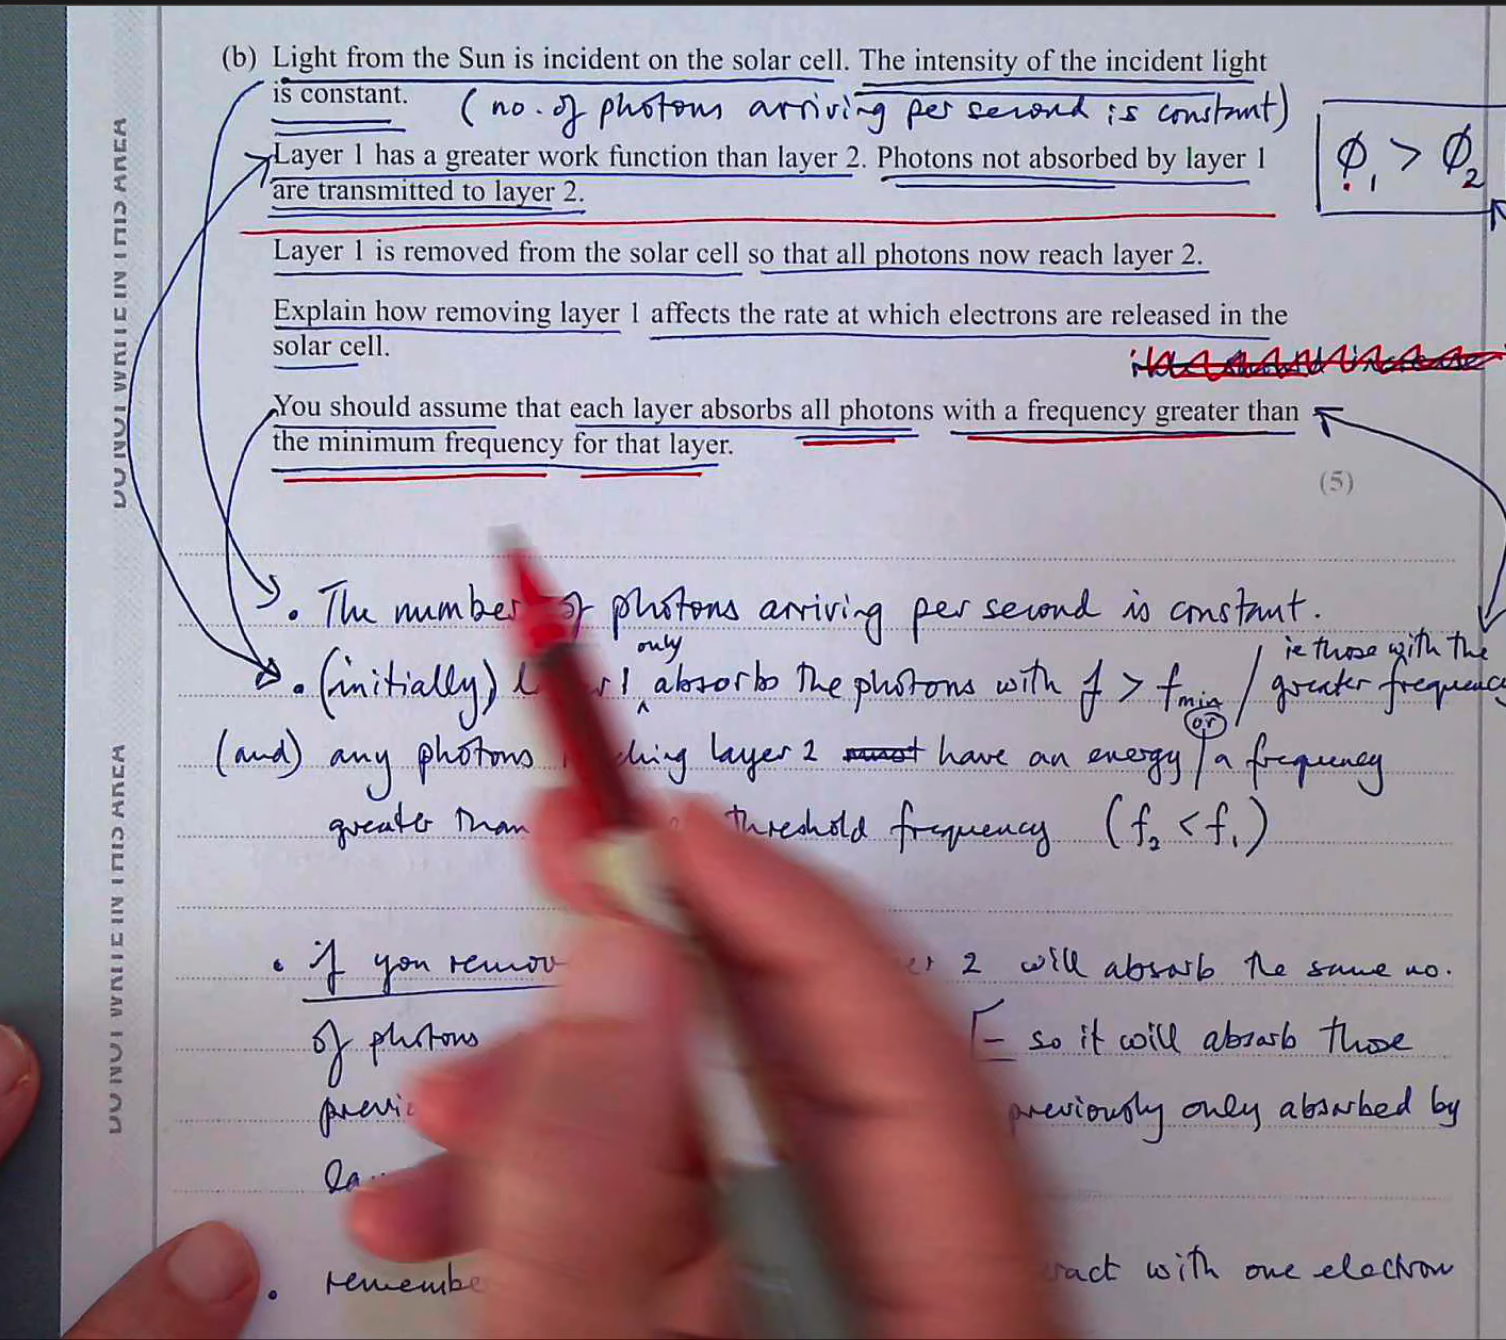 (b) Light from the Sun is incident on the solar cell. The intensity of the incident light
is constant. (no. of photons arriving per second is constant)
Layer 1 has a greater work function than layer 2. Photons not absorbed by layer 1
are transmitted to layer 2.
ϕ₁ > ϕ₂
Layer 1 is removed from the solar cell so that all photons now reach layer 2.
Explain how removing layer 1 affects the rate at which electrons are released in the
solar cell.
You should assume that each layer absorbs all photons with a frequency greater than
the minimum frequency for that layer.
(5)
. The number of photons arriving per second is constant.
only
ie those with the
. (initially) 1 absorbs the photons with f > fmin / greater frequency
(or)
(and) any photons layer 2 must have an energy / a frequency
greater than threshold frequency (f₂ < f₁)
. if you 2 will absorb the same no.
of photons - so it will absorb those
previously only absorbed by
. with one electron
DO NOT WRITE IN THIS AREA
DO NOT WRITE IN THIS AREA